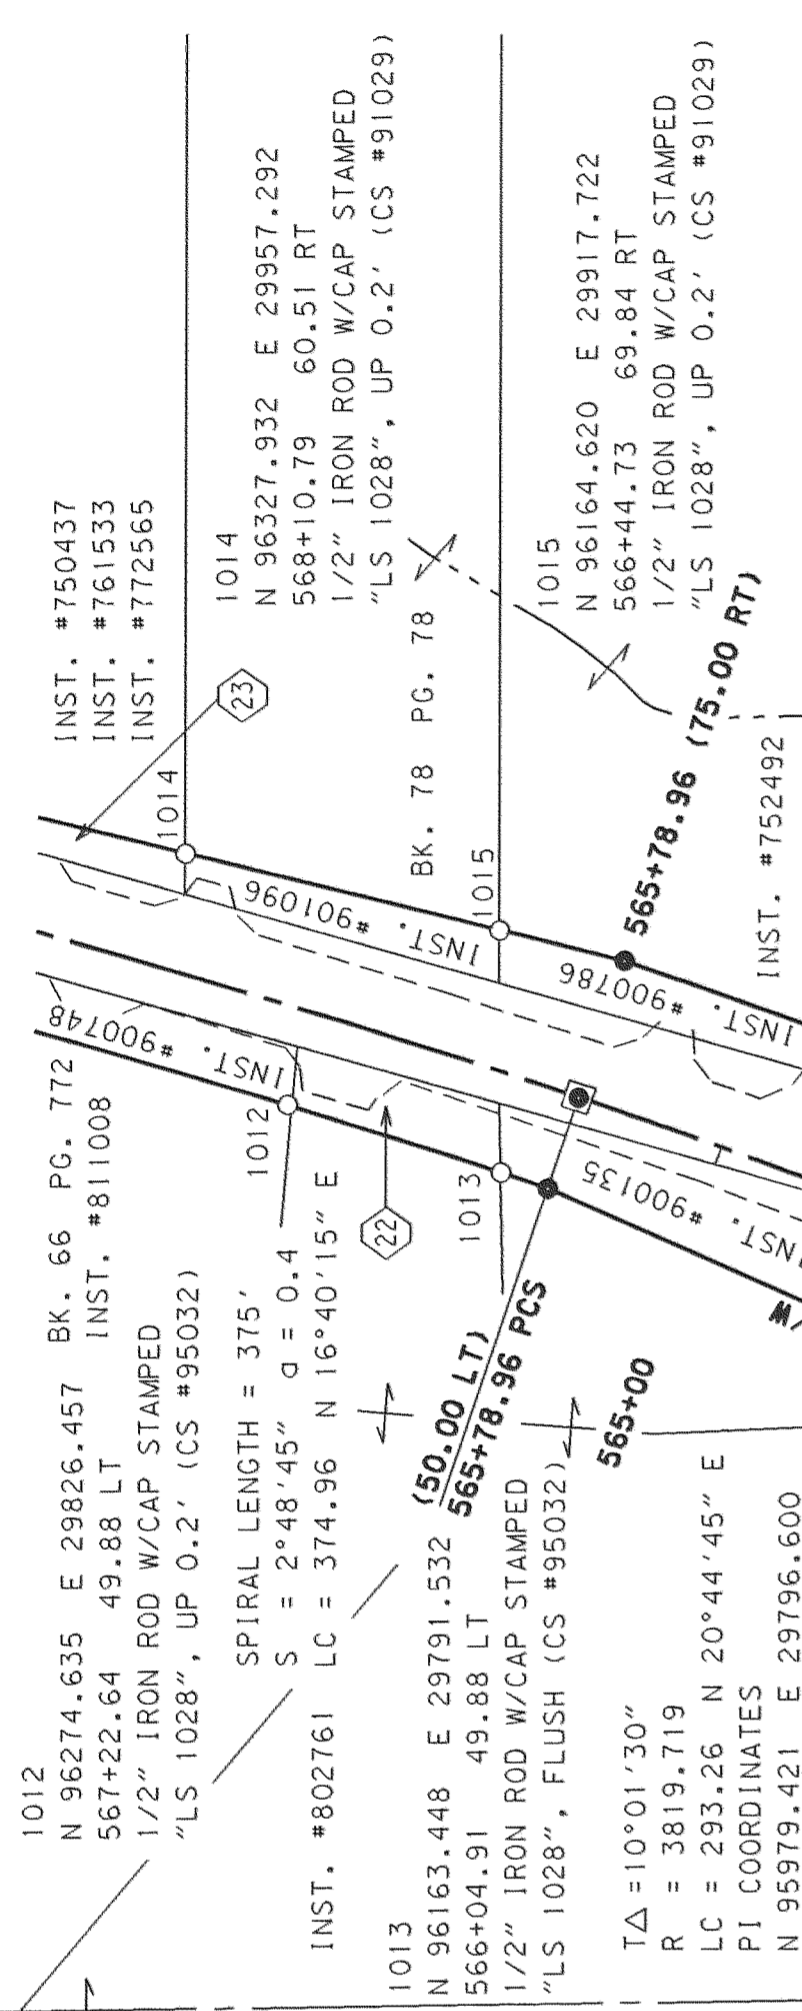 1012
N 96274.635 E 29826.457
567+22.64 49.88 LT
1/2" IRON ROD W/CAP STAMPED
"LS 1028", UP 0.2' (CS #95032)
BK. 66 PG. 772
INST. #811008
INST. #750437
INST. #761533
INST. #772565
23
1014
1014
N 96327.932 E 29957.292
568+10.79 60.51 RT
1/2" IRON ROD W/CAP STAMPED
"LS 1028", UP 0.2' (CS #91029)
INST. #900748
INST. #901096
1012
SPIRAL LENGTH = 375'
S = 2°48'45" a = 0.4
LC = 374.96 N 16°40'15" E
INST. #802761
22
BK. 78 PG. 78
1013
1015
1013
N 96163.448 E 29791.532
566+04.91 49.88 LT
1/2" IRON ROD W/CAP STAMPED
"LS 1028", FLUSH (CS #95032)
(50.00 LT)
565+78.96 PCS
1015
N 96164.620 E 29917.722
566+44.73 69.84 RT
1/2" IRON ROD W/CAP STAMPED
"LS 1028", UP 0.2' (CS #91029)
565+78.96 (75.00 RT)
INST. #900786
INST. #900135
565+00
INST. #752492
T△ =10°01'30"
R = 3819.719
LC = 293.26 N 20°44'45" E
PI COORDINATES
N 95979.421 E 29796.600